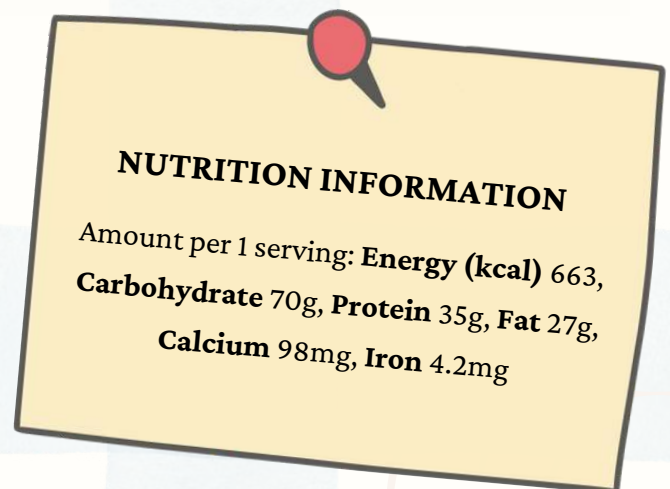 NUTRITION INFORMATION
Amount per 1 serving: Energy (kcal) 663,
Carbohydrate 70g, Protein 35g, Fat 27g,
Calcium 98mg, Iron 4.2mg